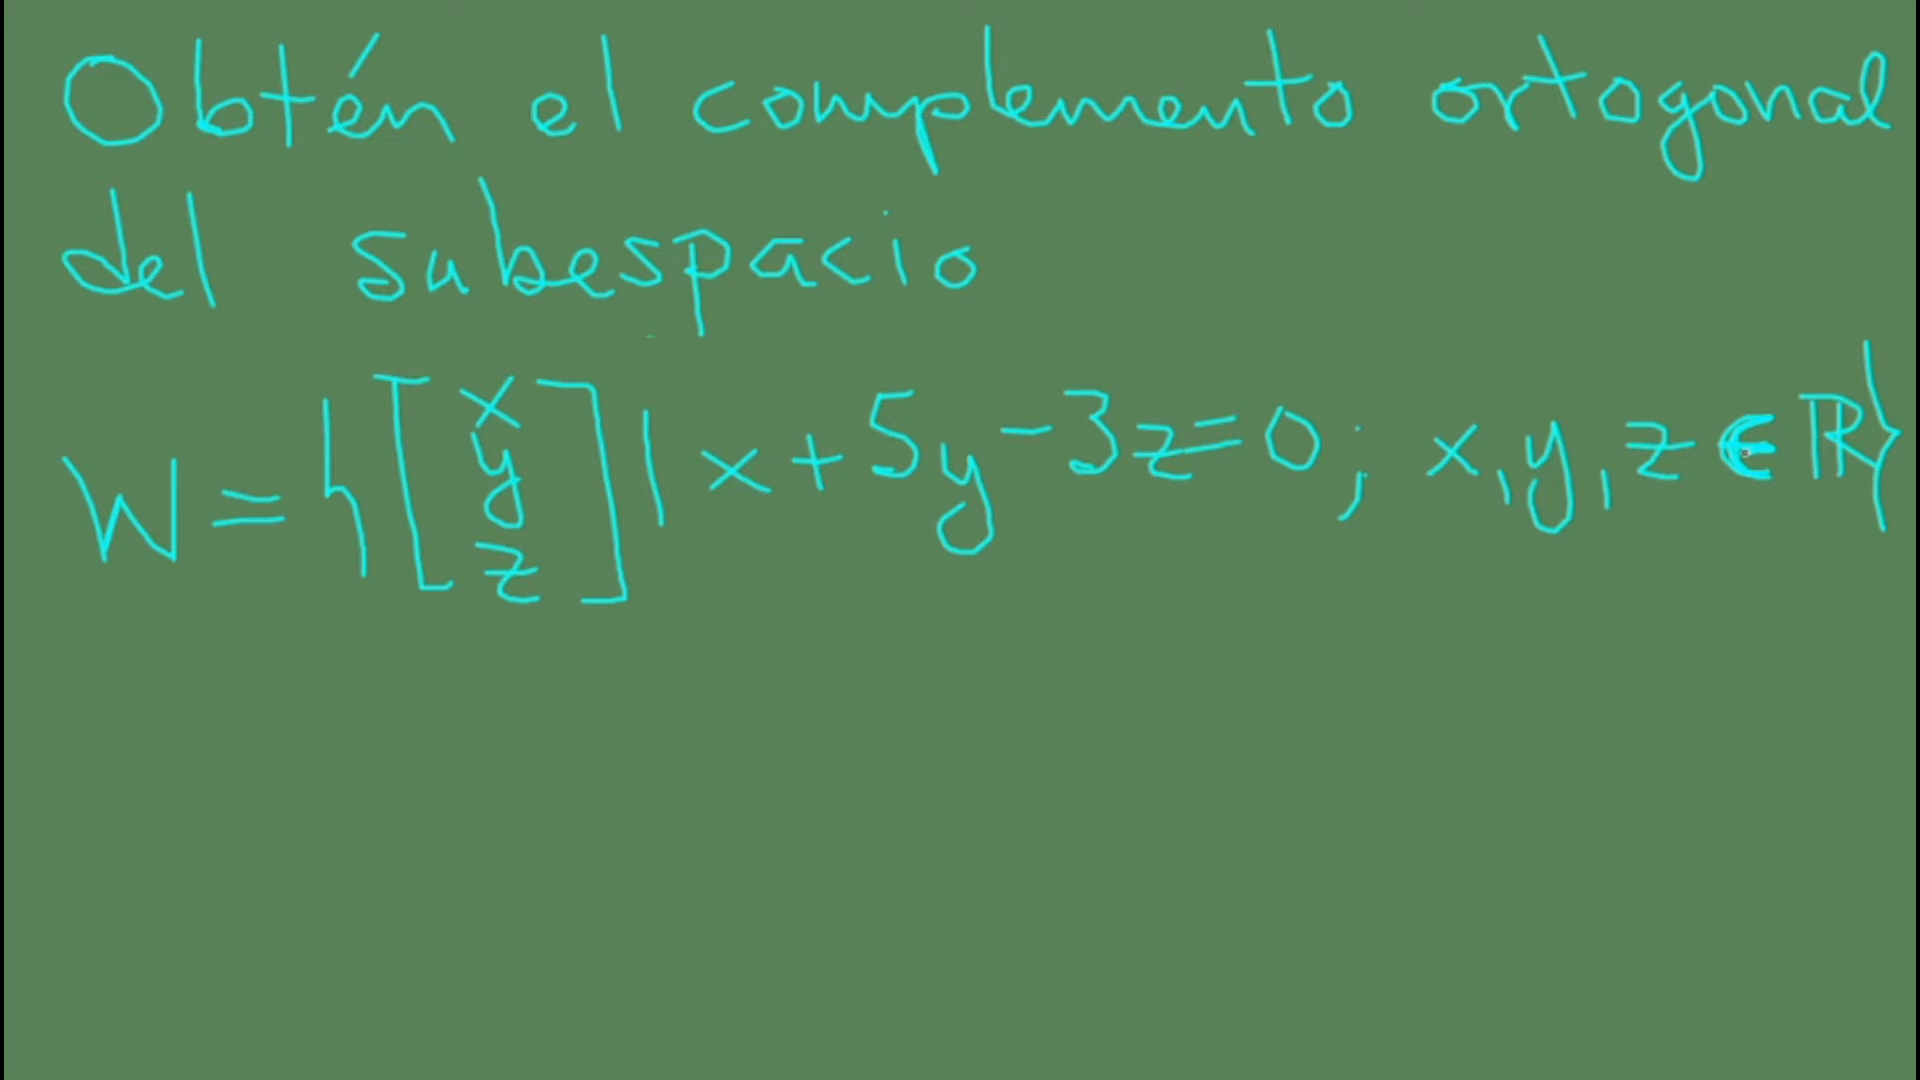 Obtén el complemento ortogonal
del subespacio
W = {[x y z] | x + 5y - 3z = 0; x, y, z ∈ ℝ}